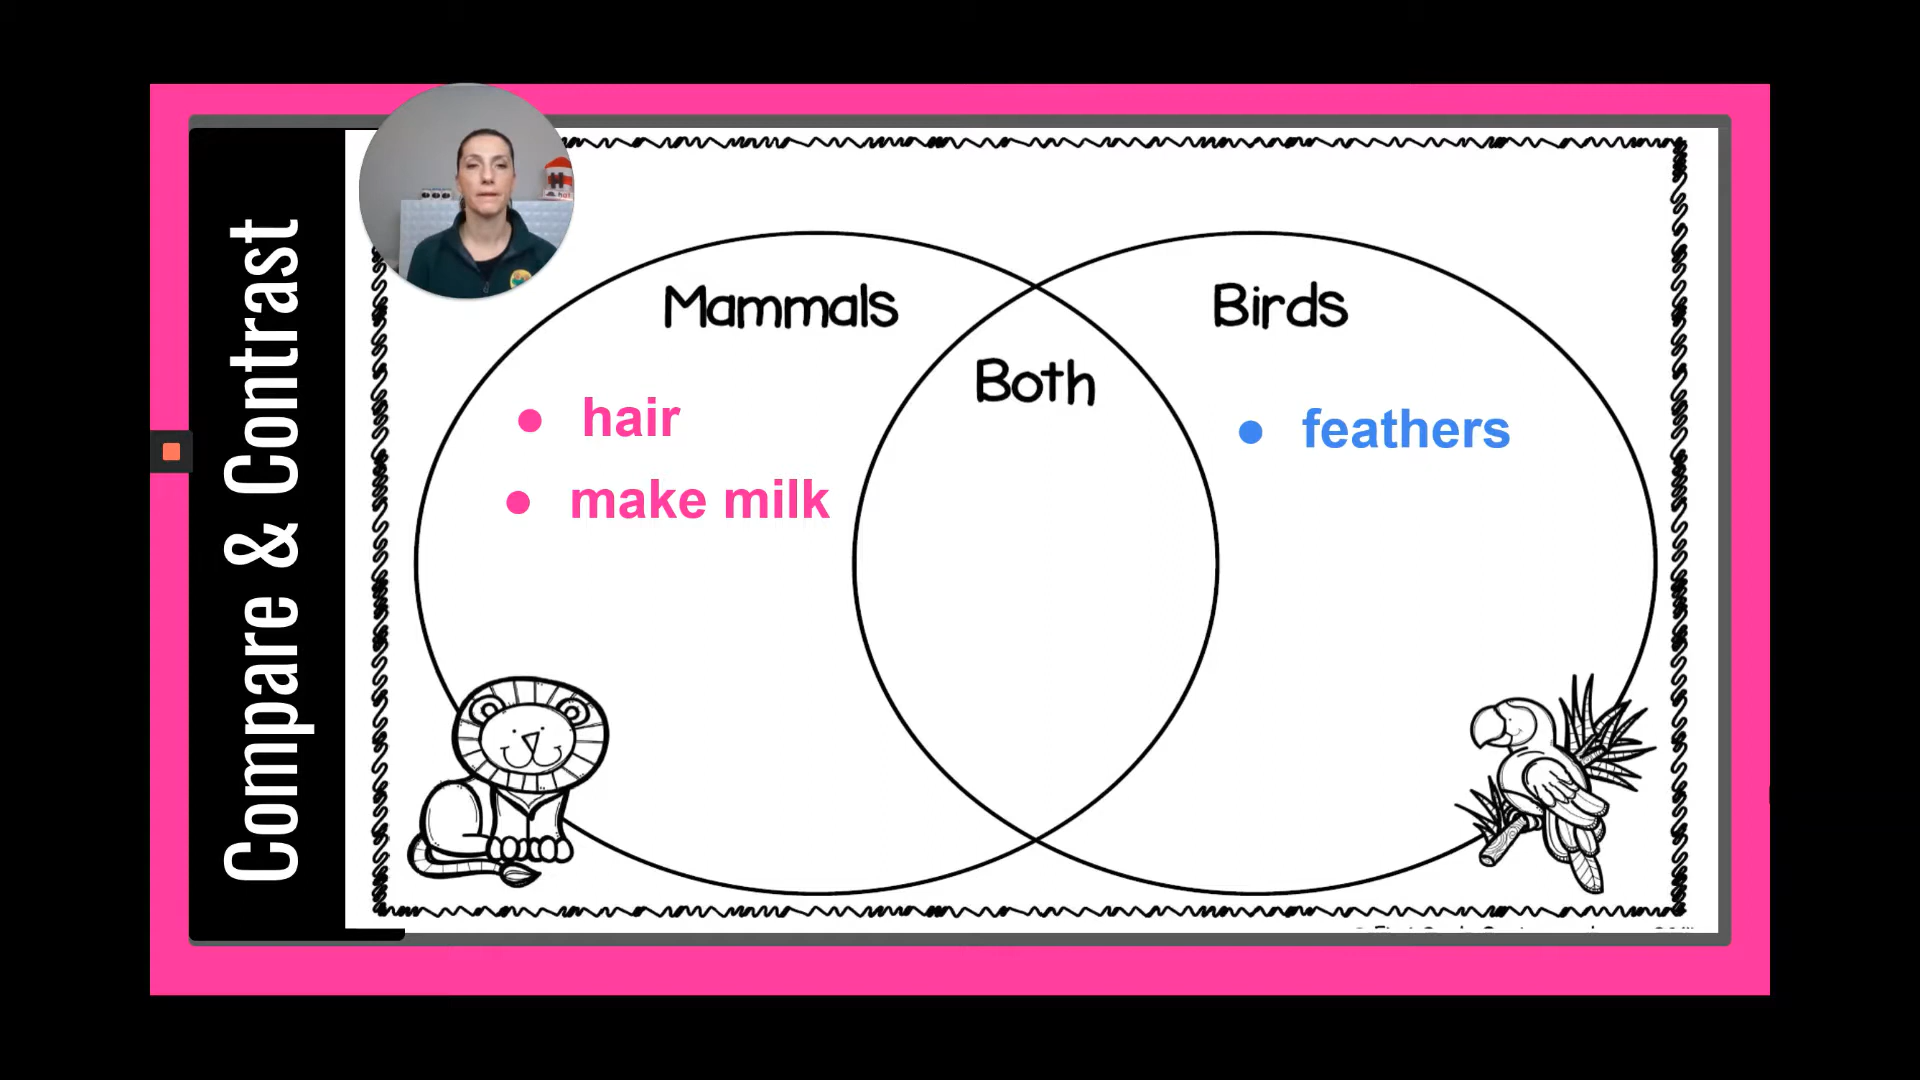 Compare & Contrast
Mammals
Birds
Both
hair
make milk
feathers